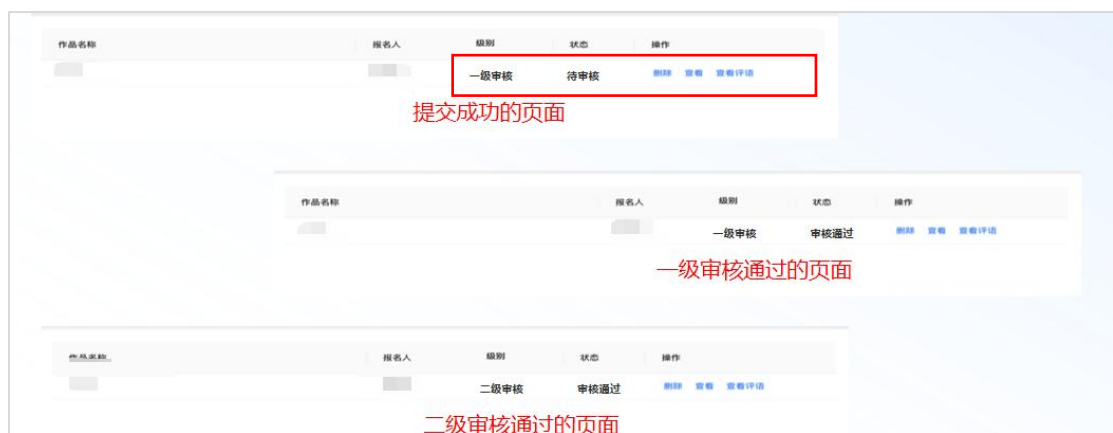 作品名称 报名人 级别 状态 操作
一级审核 待审核 删除 查看 查看评语
提交成功的页面
作品名称 报名人 级别 状态 操作
一级审核 审核通过 删除 查看 查看评语
一级审核通过的页面
作品名称 报名人 级别 状态 操作
二级审核 审核通过 删除 查看 查看评语
二级审核通过的页面